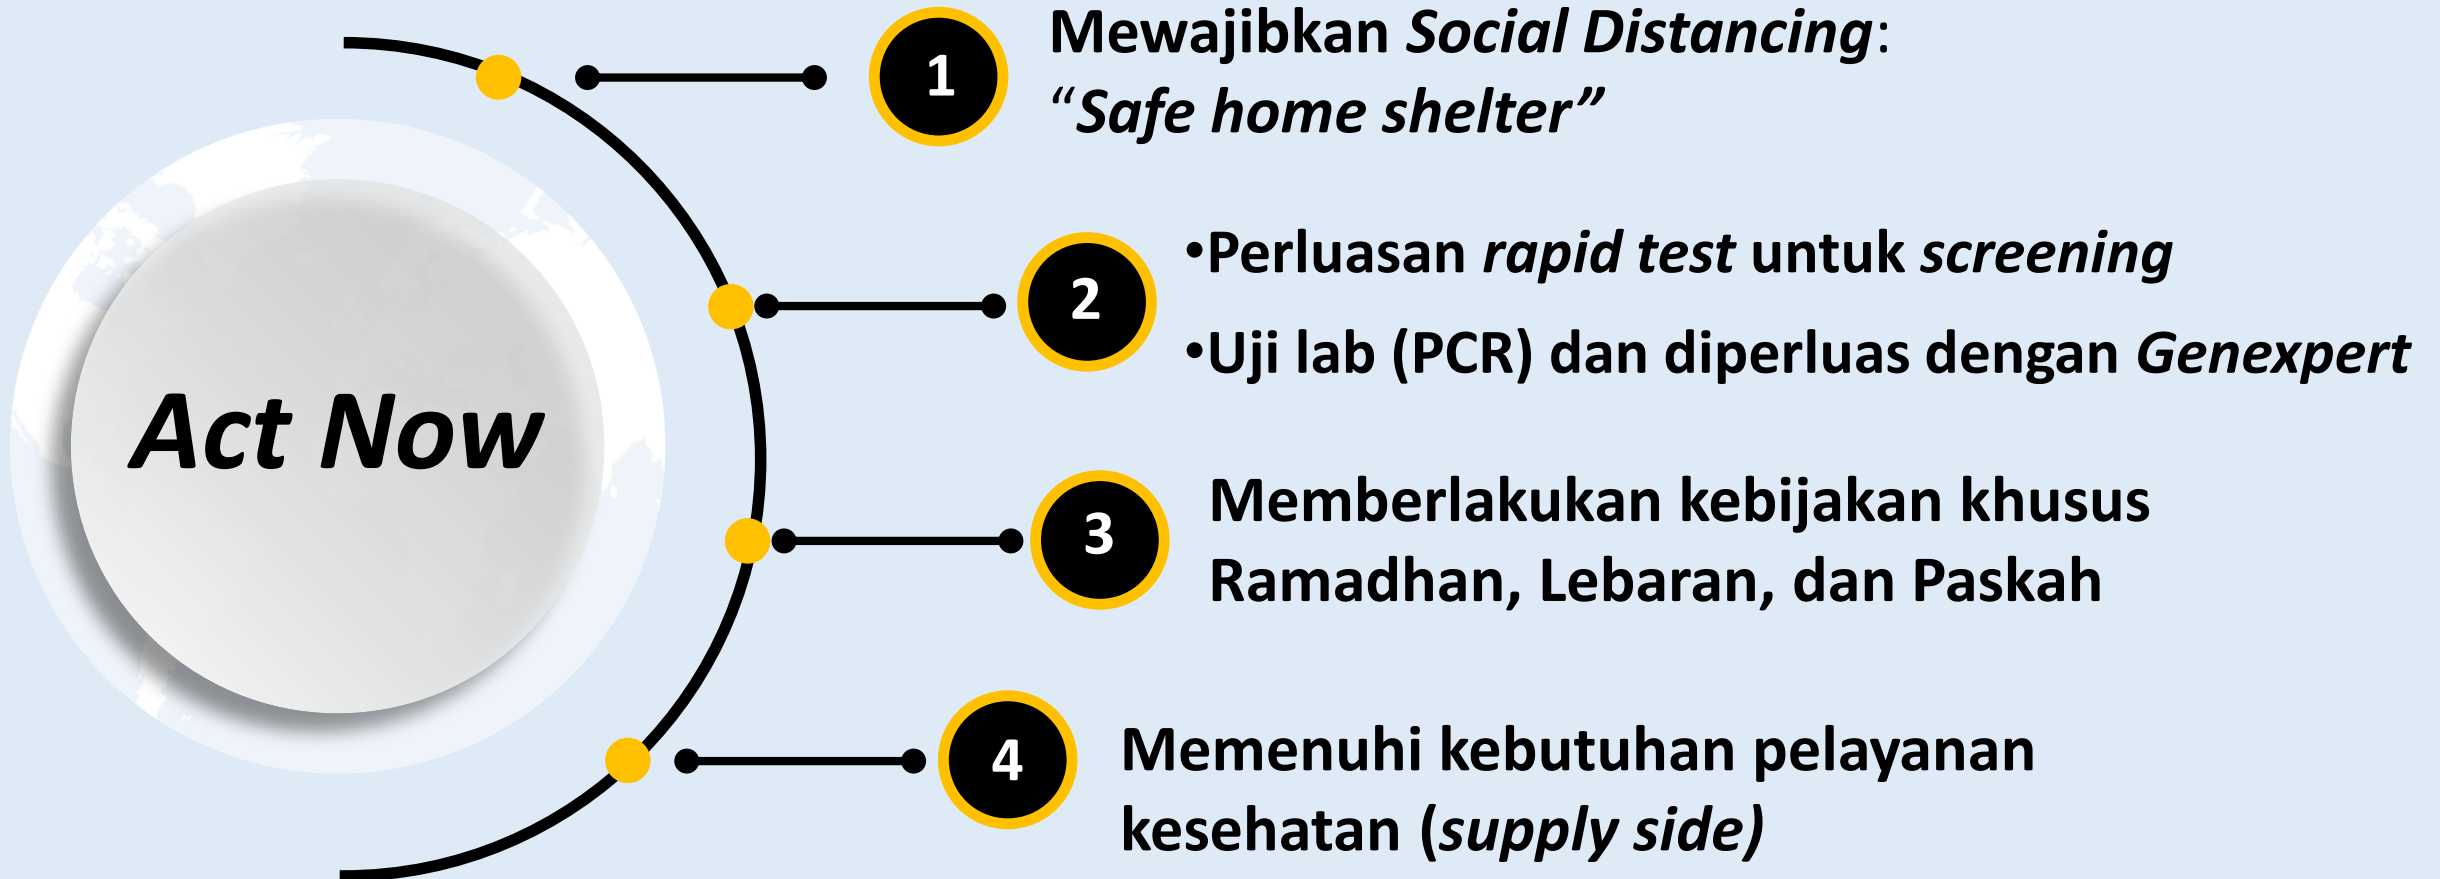 Act Now
1
Mewajibkan Social Distancing:
“Safe home shelter”
2
•Perluasan rapid test untuk screening
•Uji lab (PCR) dan diperluas dengan Genexpert
3
Memberlakukan kebijakan khusus
Ramadhan, Lebaran, dan Paskah
4
Memenuhi kebutuhan pelayanan
kesehatan (supply side)